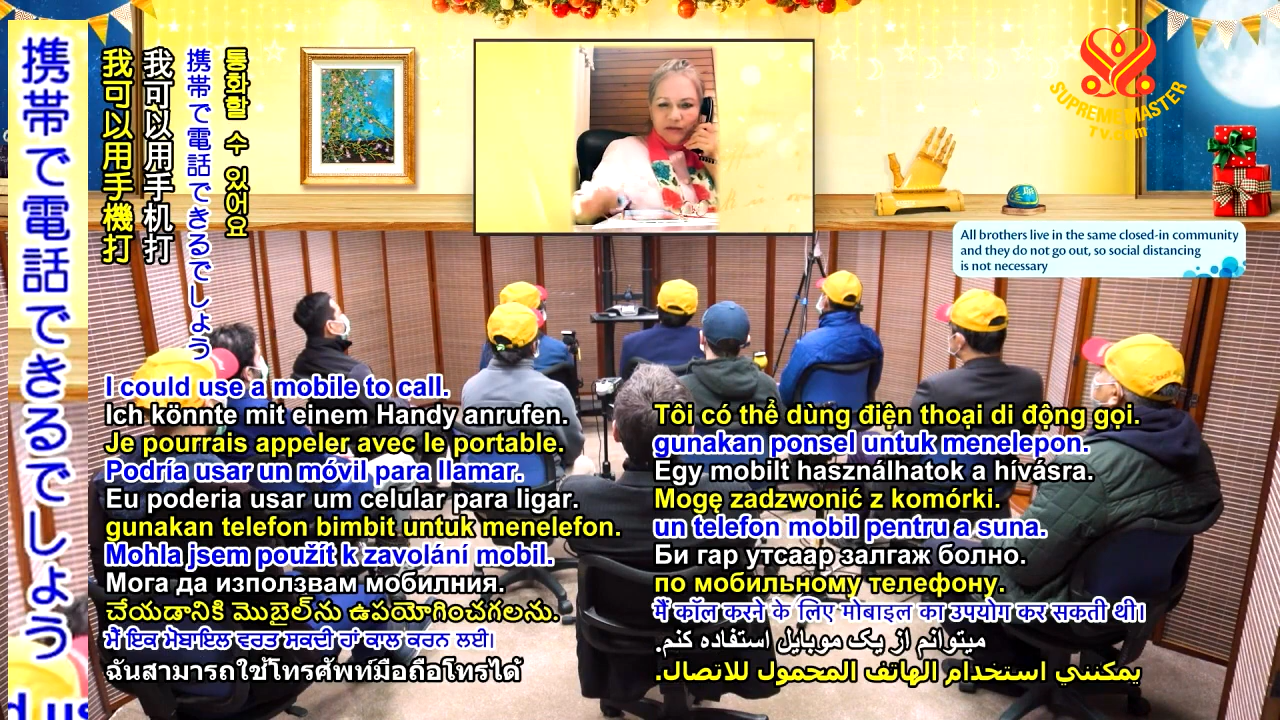 携帯で電話できるでしょう
d us
我可以用手機打
我可以用手机打
携帯で電話できるでしょう
통화할 수 있어요
SUPREME MASTER
TV.com
All brothers live in the same closed-in community
and they do not go out, so social distancing
is not necessary
I could use a mobile to call.
Ich könnte mit einem Handy anrufen.
Je pourrais appeler avec le portable.
Podría usar un móvil para llamar.
Eu poderia usar um celular para ligar.
gunakan telefon bimbit untuk menelefon.
Mohla jsem použít k zavolání mobil.
Мога да използвам мобилния.
చేయడానికి మొబైల్‌ను ఉపయోగించగలను.
ਮੈਂ ਇਕ ਮੋਬਾਇਲ ਵਰਤ ਸਕਦੀ ਹਾਂ ਕਾਲ ਕਰਨ ਲਈ।
ฉันสามารถใช้โทรศัพท์มือถือโทรได้
Tôi có thể dùng điện thoại di động gọi.
gunakan ponsel untuk menelepon.
Egy mobilt használhatok a hívásra.
Mogę zadzwonić z komórki.
un telefon mobil pentru a suna.
Би гар утсаар залгаж болно.
по мобильному телефону.
मैं कॉल करने के लिए मोबाइल का उपयोग कर सकती थी।
میتوانم از یک موبایل استفاده کنم.
يمكنني استخدام الهاتف المحمول للاتصال.